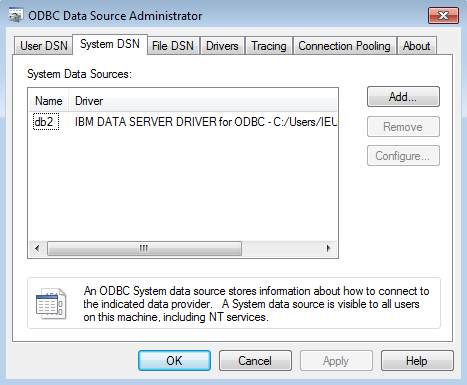 ODBC Data Source Administrator
User DSN System DSN File DSN Drivers Tracing Connection Pooling About
System Data Sources:
Name Driver
db2 IBM DATA SERVER DRIVER for ODBC - C:/Users/IEU
Add...
Remove
Configure...
An ODBC System data source stores information about how to connect to
the indicated data provider. A System data source is visible to all users
on this machine, including NT services.
OK Cancel Apply Help